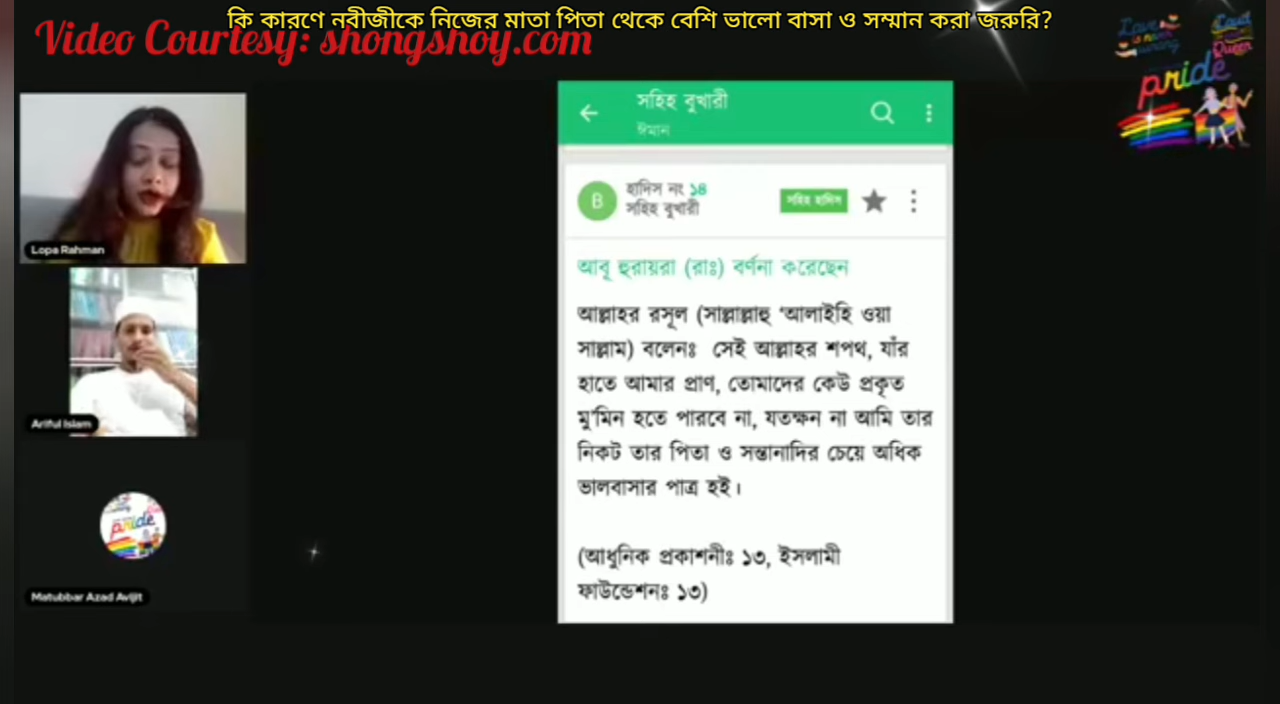 কি কারণে নবীজীকে নিজের মাতা পিতা থেকে বেশি ভালো বাসা ও সম্মান করা জরুরি?
Video Courtesy: shongshoy.com
pride
Queen
Lopa Rahman
Ariful Islam
pride
Matubbar Azad Avijit
সহিহ বুখারী
ঈমান
B
হাদিস নং ১৪
সহিহ বুখারী
সহিহ হাদিস
আবূ হুরায়রা (রাঃ) বর্ণনা করেছেন
আল্লাহর রসূল (সাল্লাল্লাহু ‘আলাইহি ওয়া
সাল্লাম) বলেনঃ সেই আল্লাহর শপথ, যাঁর
হাতে আমার প্রাণ, তোমাদের কেউ প্রকৃত
মু’মিন হতে পারবে না, যতক্ষন না আমি তার
নিকট তার পিতা ও সন্তানাদির চেয়ে অধিক
ভালবাসার পাত্র হই।
(আধুনিক প্রকাশনীঃ ১৩, ইসলামী
ফাউন্ডেশনঃ ১৩)